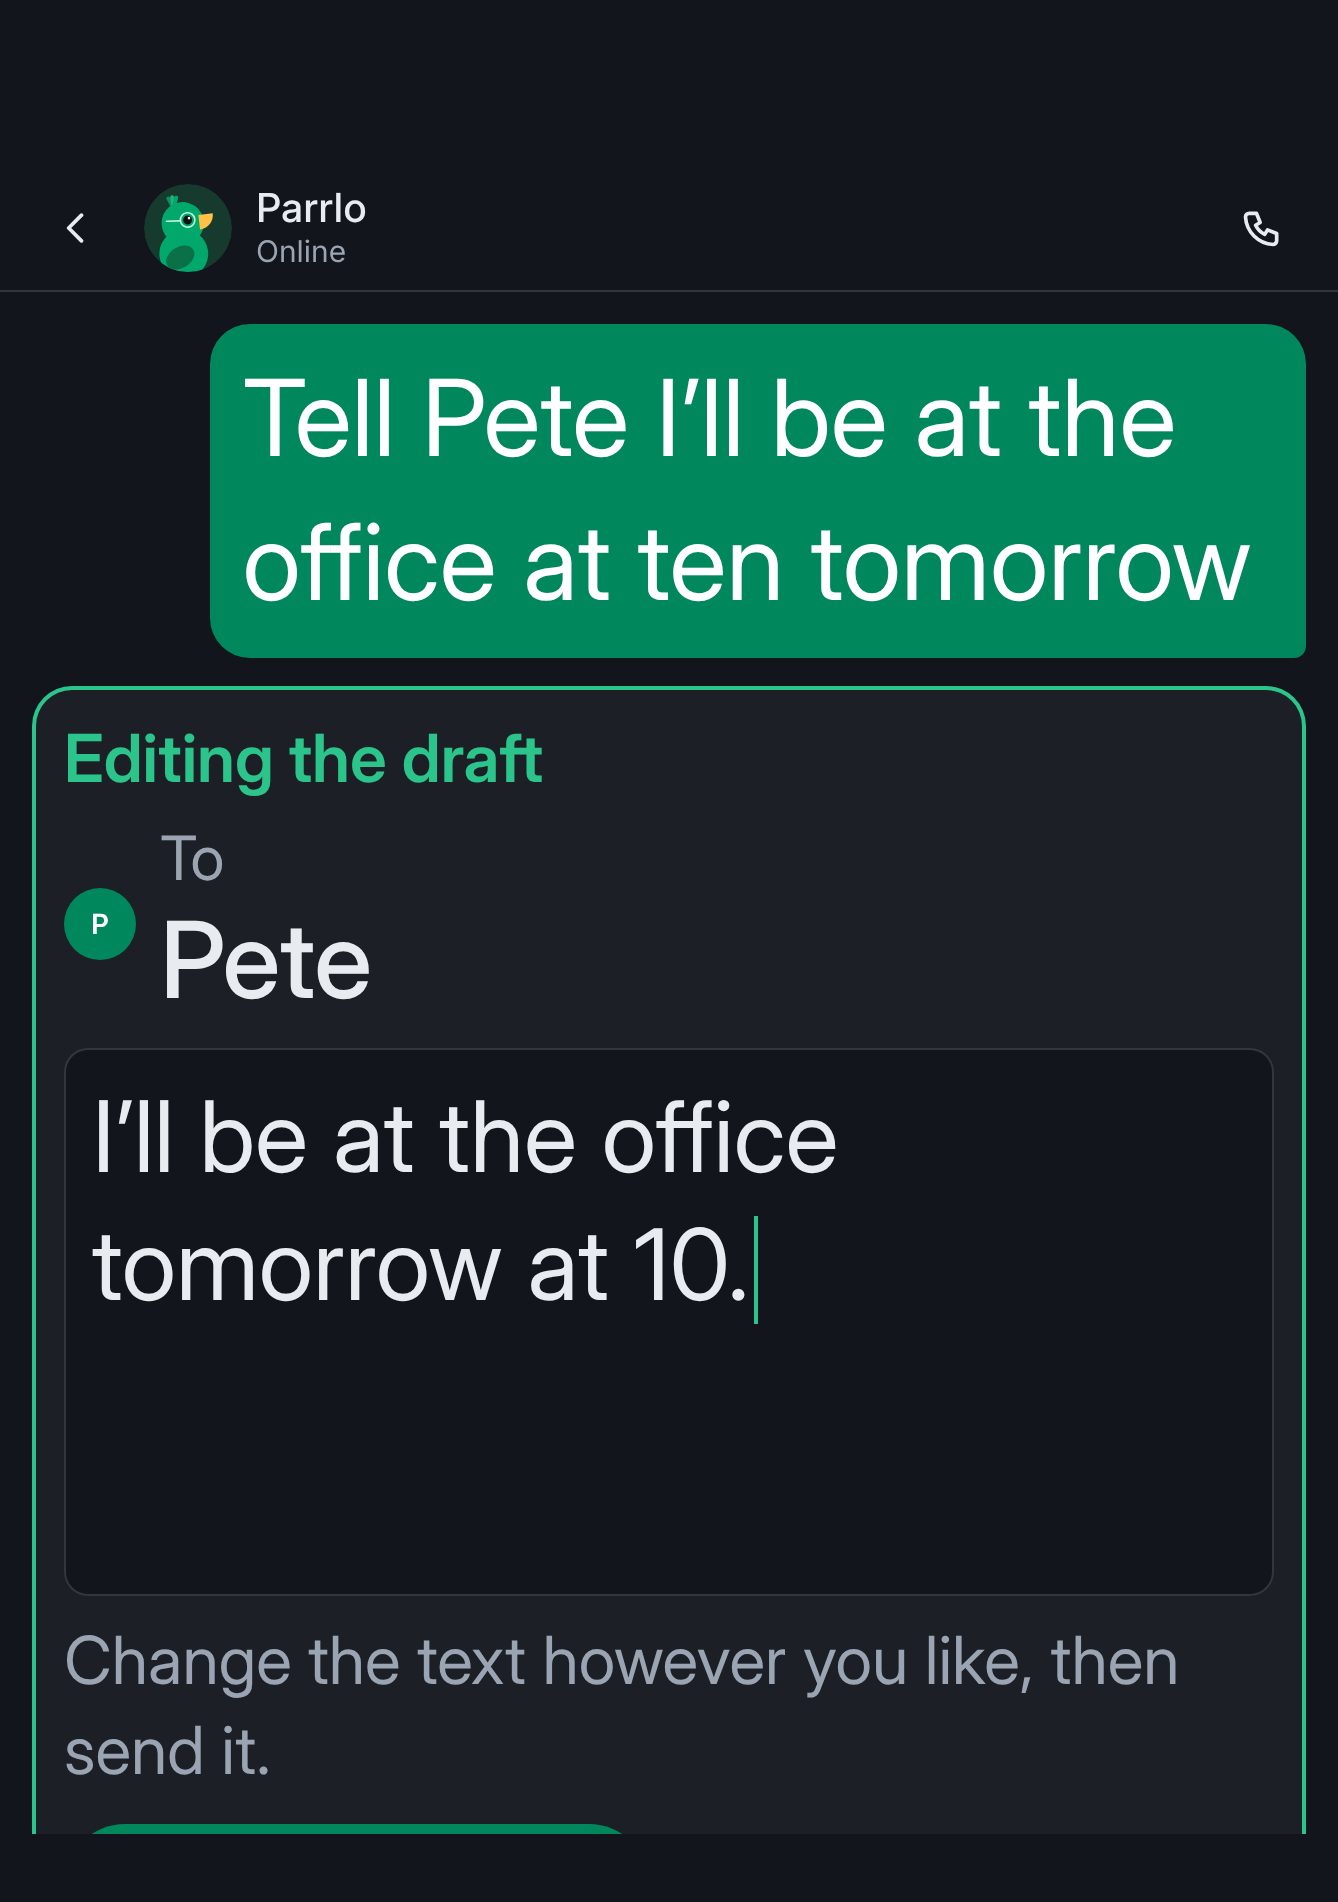 Parrlo
Online
Tell Pete I’ll be at the
office at ten tomorrow
Editing the draft
To
P
Pete
I’ll be at the office
tomorrow at 10.
Change the text however you like, then
send it.